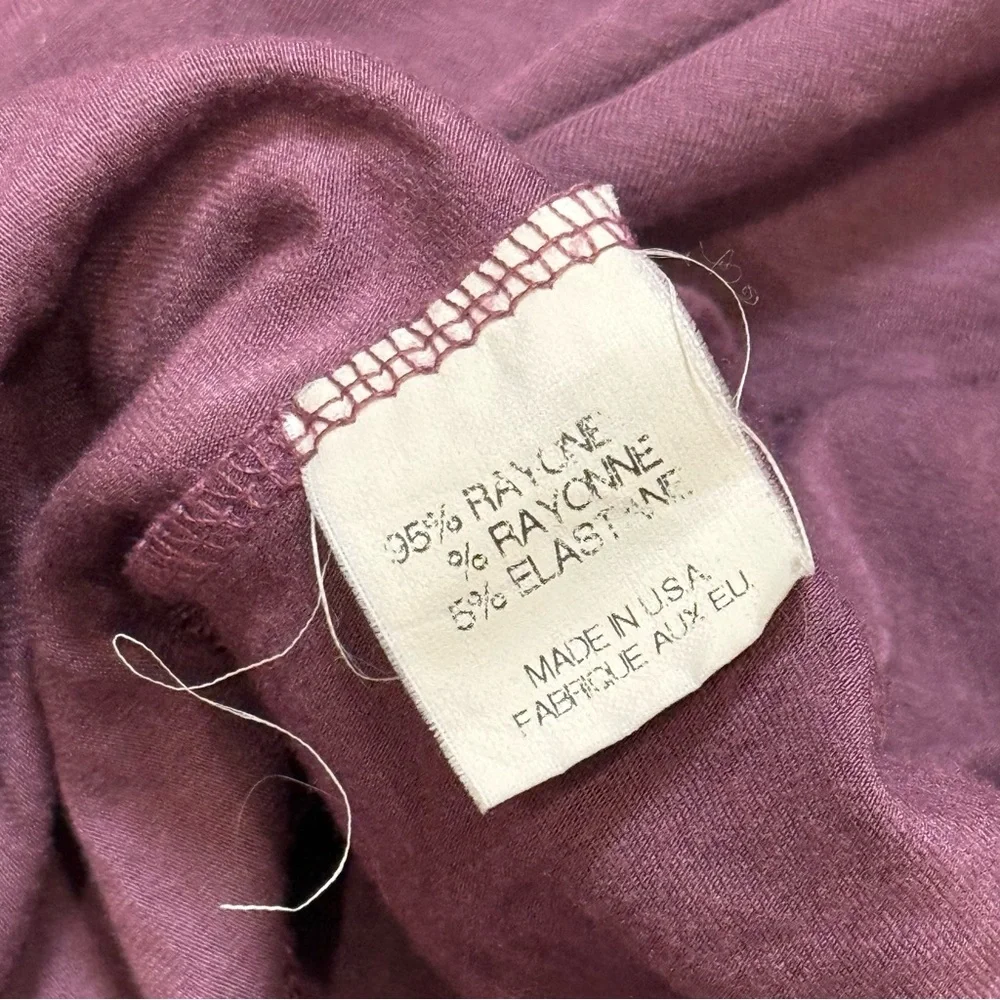 95% RAYONE
% RAYONNE
5% ELASTANE
MADE IN U.S.A.
FABRIQUE AUX EU.